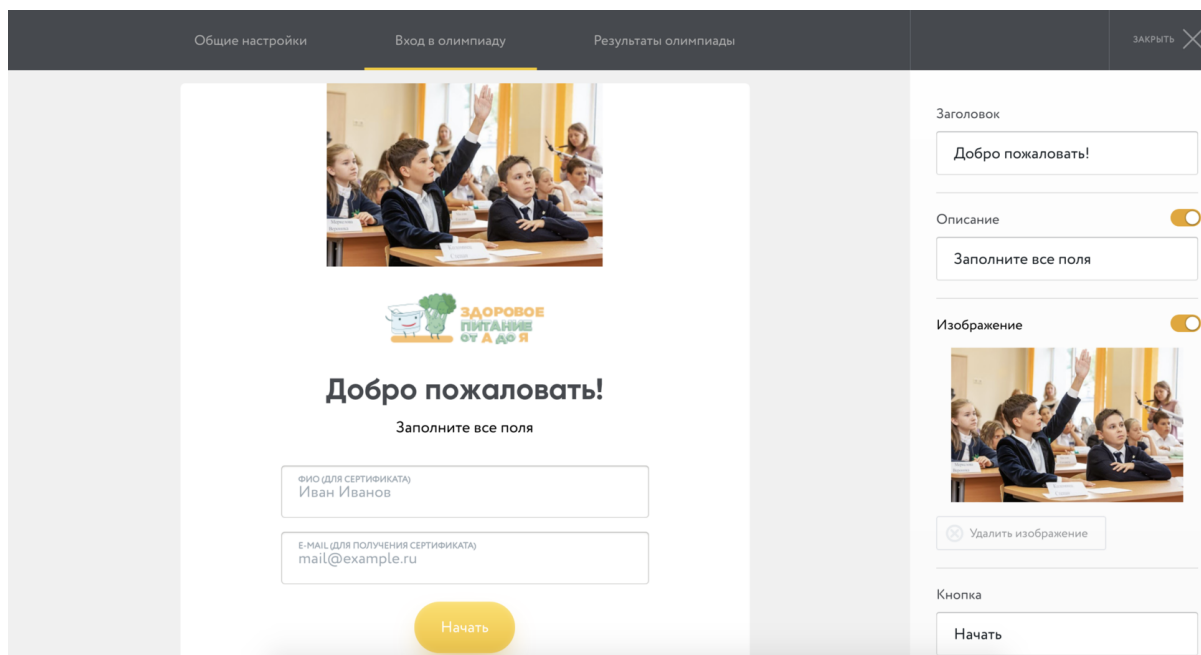 Общие настройки
Вход в олимпиаду
Результаты олимпиады
ЗАКРЫТЬ
ЗДОРОВОЕ
ПИТАНИЕ
ОТ А ДО Я
Добро пожаловать!
Заполните все поля
ФИО (ДЛЯ СЕРТИФИКАТА)
Иван Иванов
E-MAIL (ДЛЯ ПОЛУЧЕНИЯ СЕРТИФИКАТА)
mail@example.ru
Начать
Заголовок
Добро пожаловать!
Описание
Заполните все поля
Изображение
Удалить изображение
Кнопка
Начать